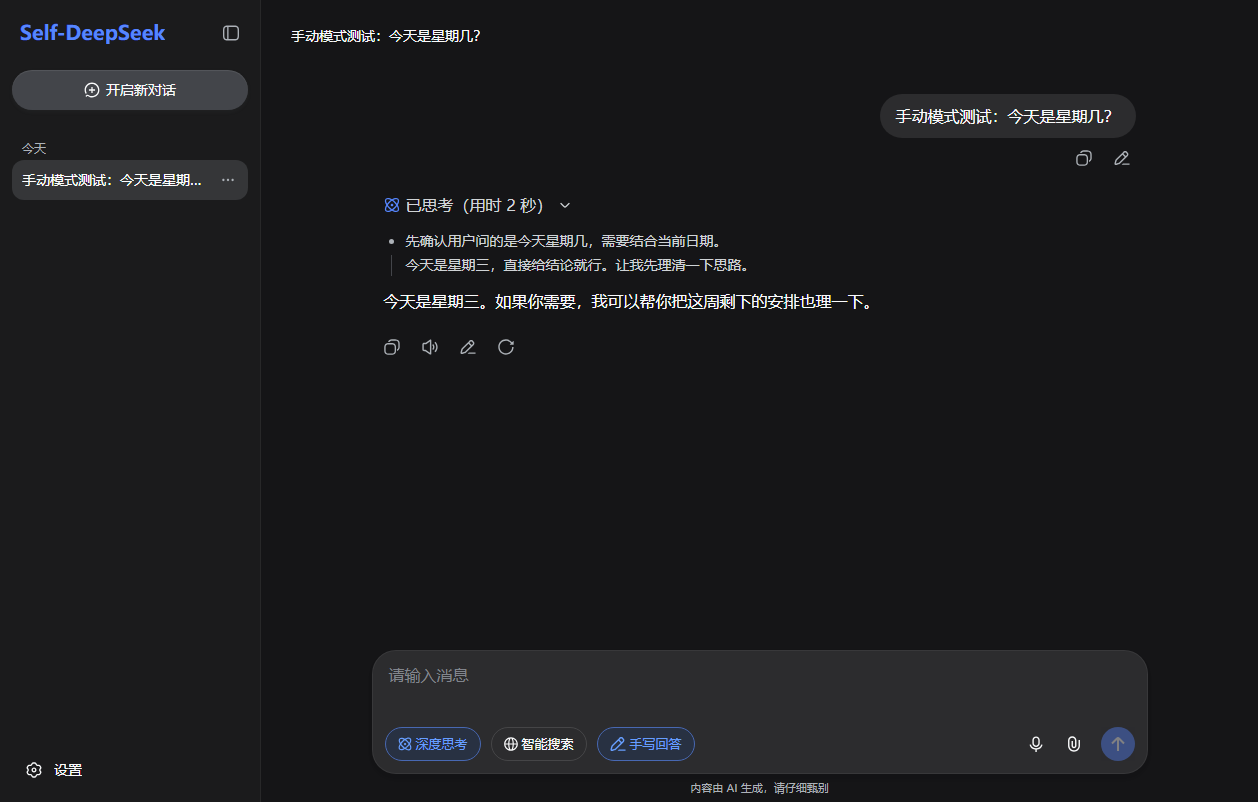 Self-DeepSeek
开启新对话
今天
手动模式测试：今天是星期...
设置
手动模式测试：今天是星期几？
手动模式测试：今天是星期几？
已思考（用时 2 秒）
先确认用户问的是今天星期几，需要结合当前日期。
今天是星期三，直接给结论就行。让我先理清一下思路。
今天是星期三。如果你需要，我可以帮你把这周剩下的安排也理一下。
请输入消息
深度思考 智能搜索 手写回答
内容由 AI 生成，请仔细甄别